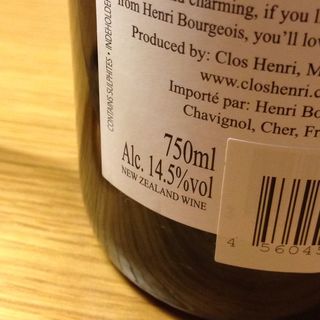 d charming, if you l
from Henri Bourgeois, you'll lov
Produced by: Clos Henri, M
www.closhenri.c
Importé par: Henri Bo
Chavignol, Cher, Fr
750ml
Alc. 14.5%vol
NEW ZEALAND WINE
CONTAINS SULPHITES • INDEHOLDER
4 56045